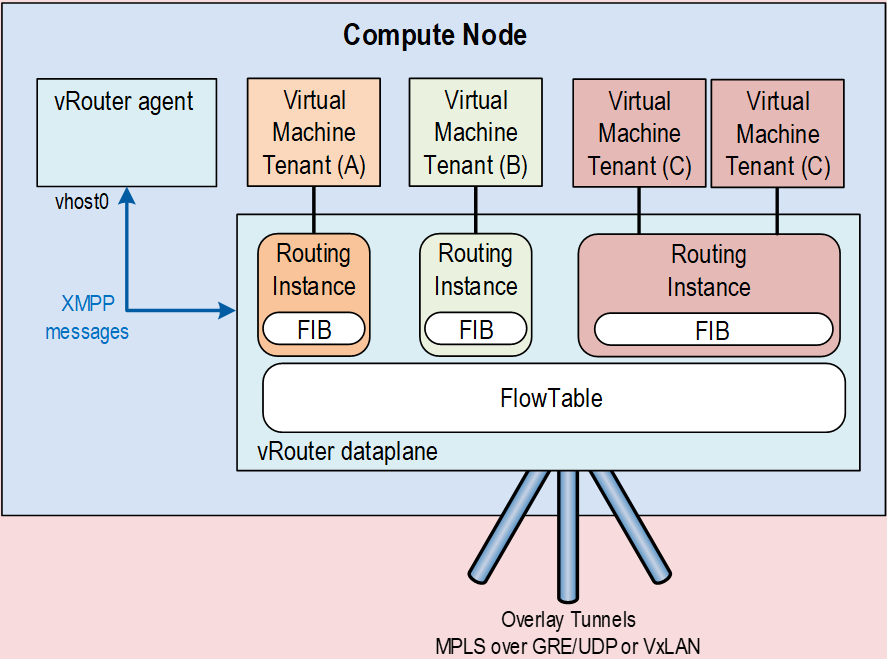 Compute Node
vRouter agent
Virtual
Machine
Tenant (A)
Virtual
Machine
Tenant (B)
Virtual
Machine
Tenant (C)
Virtual
Machine
Tenant (C)
vhost0
XMPP
messages
Routing
Instance
FIB
Routing
Instance
FIB
Routing
Instance
FIB
FlowTable
vRouter dataplane
Overlay Tunnels
MPLS over GRE/UDP or VxLAN